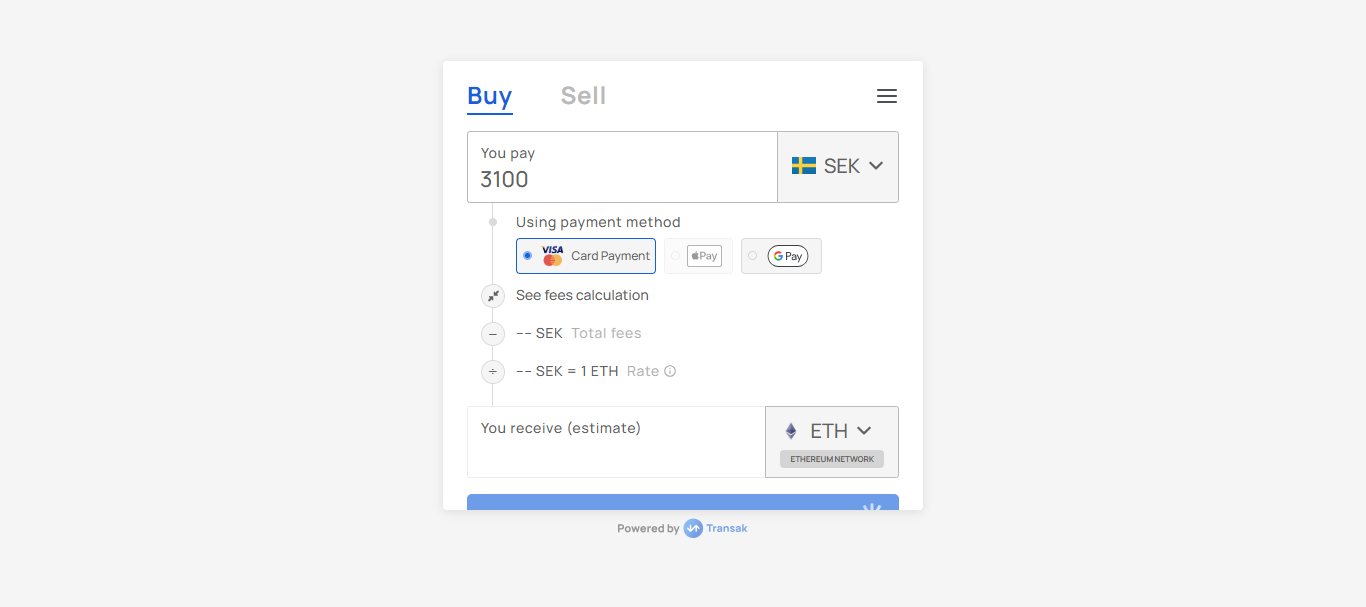 Buy Sell
You pay
3100
SEK
Using payment method
VISA Card Payment
Pay
G Pay
See fees calculation
-- SEK Total fees
-- SEK = 1 ETH Rate
You receive (estimate)
ETH
ETHEREUM NETWORK
Powered by Transak